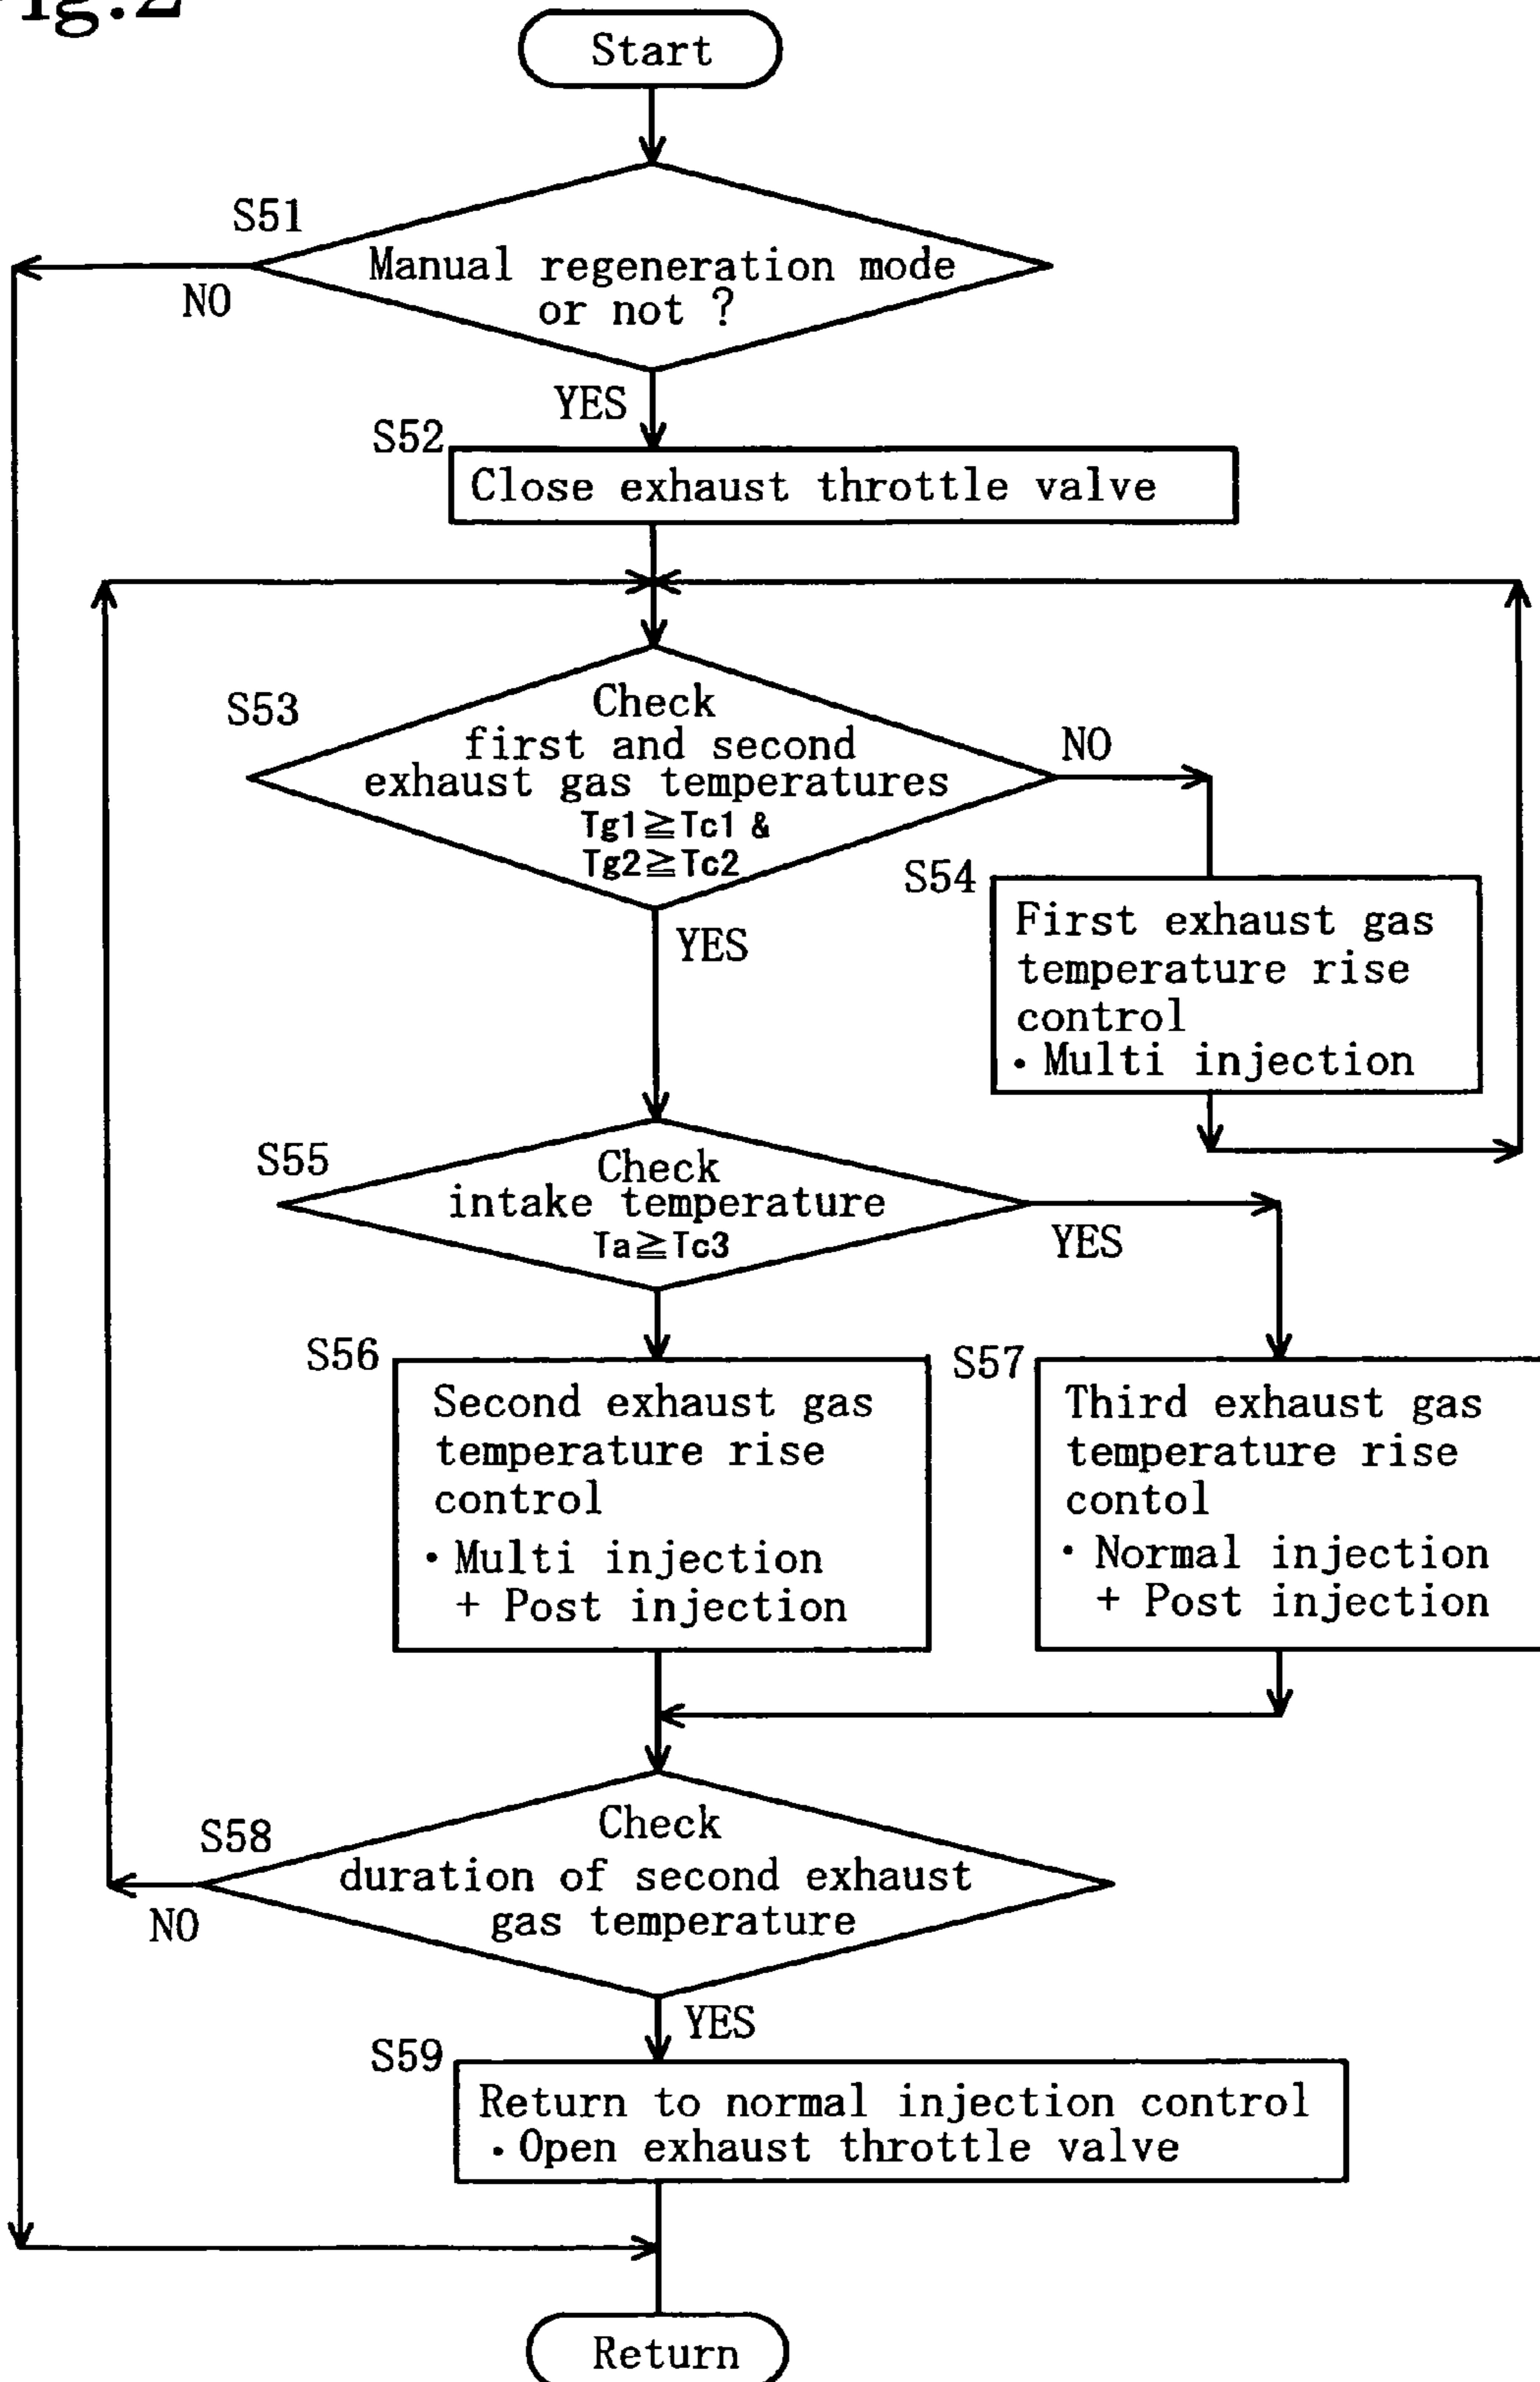 Fig.2
Start
S51
Manual regeneration mode
or not ?
NO
YES
S52
Close exhaust throttle valve
S53
Check
first and second
exhaust gas temperatures
Tg1≧Tc1 &
Tg2≧Tc2
NO
YES
S54
First exhaust gas
temperature rise
control
・Multi injection
S55
Check
intake temperature
Ta≧Tc3
YES
S56
Second exhaust gas
temperature rise
control
・Multi injection
+ Post injection
S57
Third exhaust gas
temperature rise
contol
・Normal injection
+ Post injection
S58
Check
duration of second exhaust
gas temperature
NO
YES
S59
Return to normal injection control
・Open exhaust throttle valve
Return